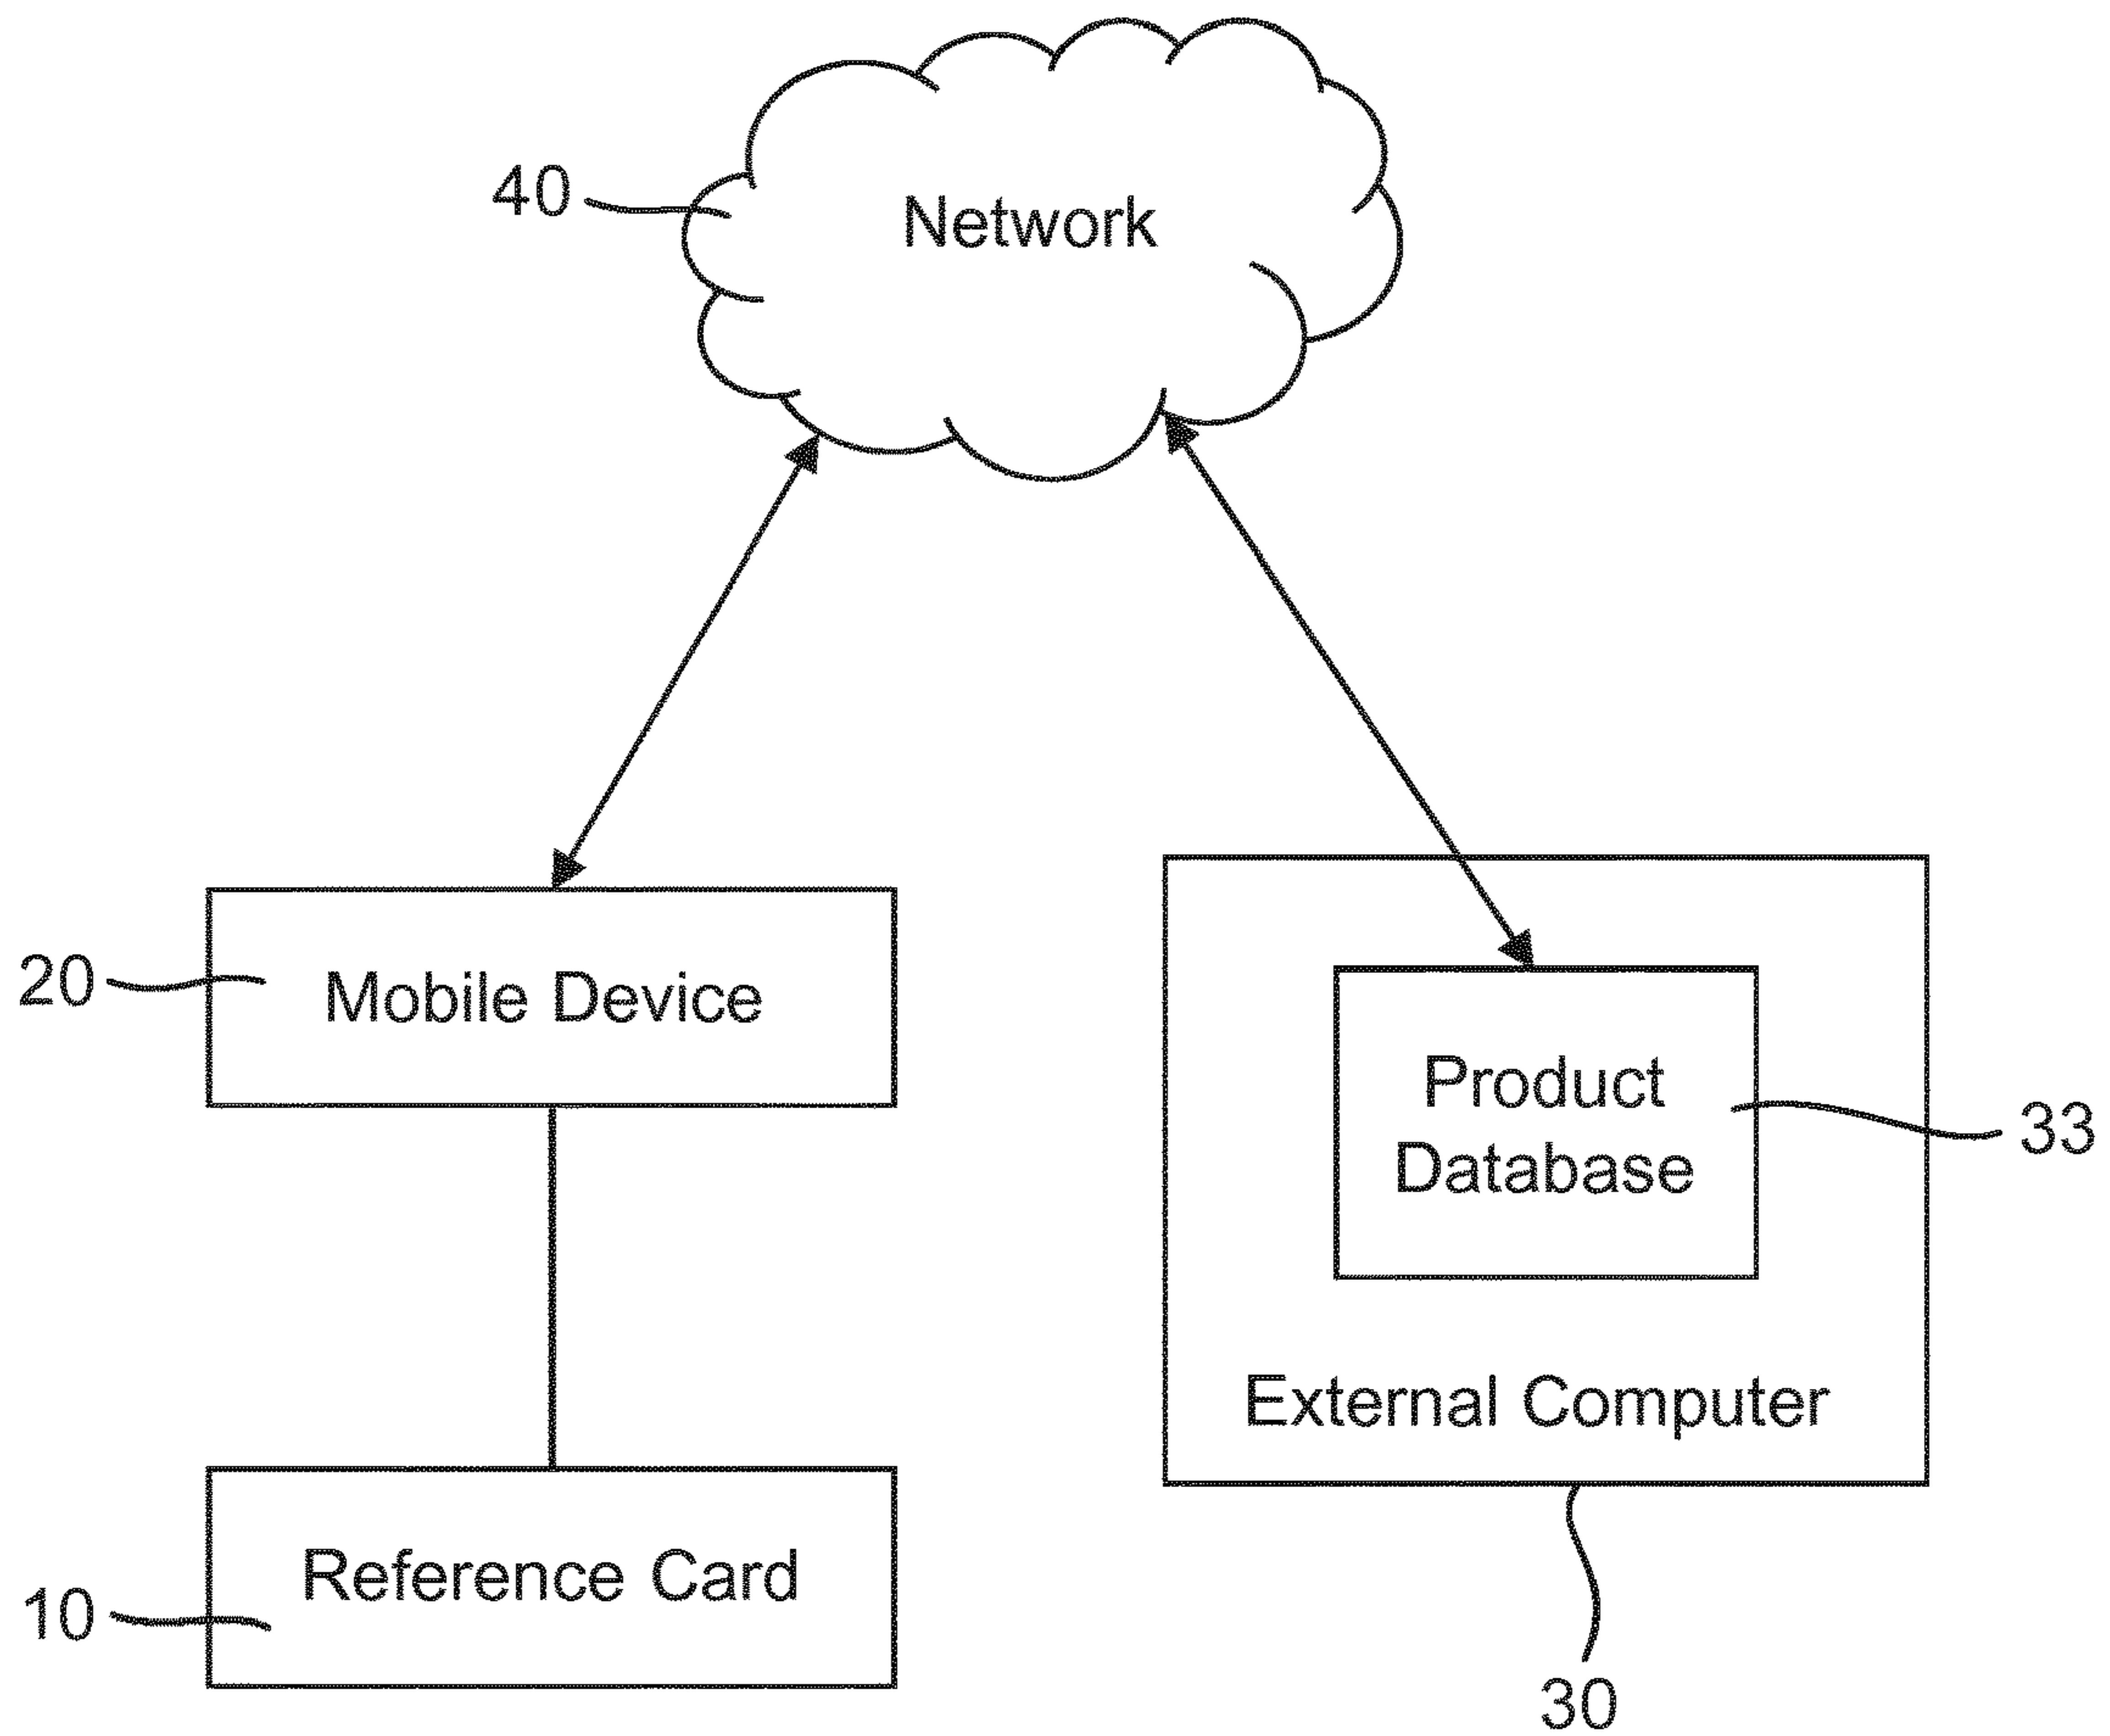 40
Network
20
Mobile Device
Product
Database
33
External Computer
Reference Card
10
30